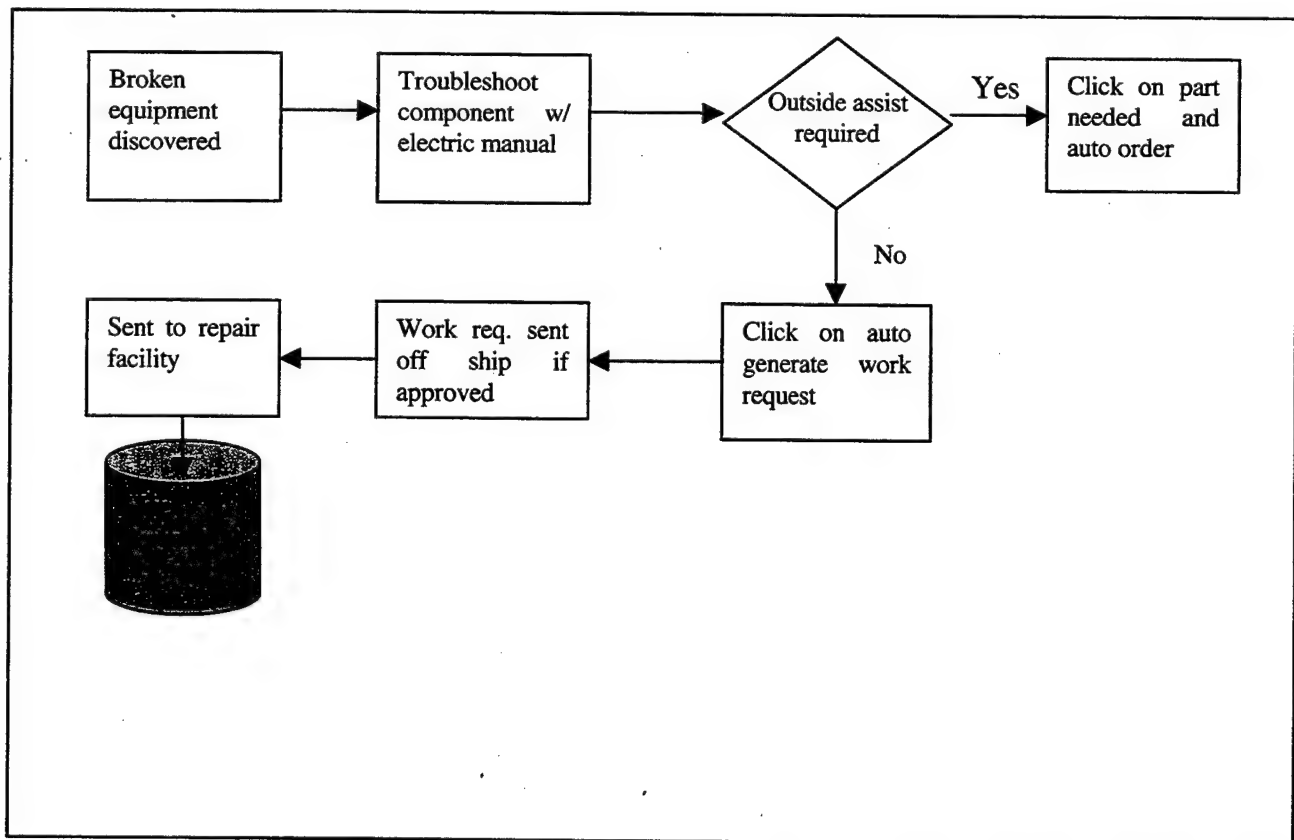 Broken
equipment
discovered
Troubleshoot
component w/
electric manual
Outside assist
required
Yes
Click on part
needed and
auto order
No
Click on auto
generate work
request
Work req. sent
off ship if
approved
Sent to repair
facility